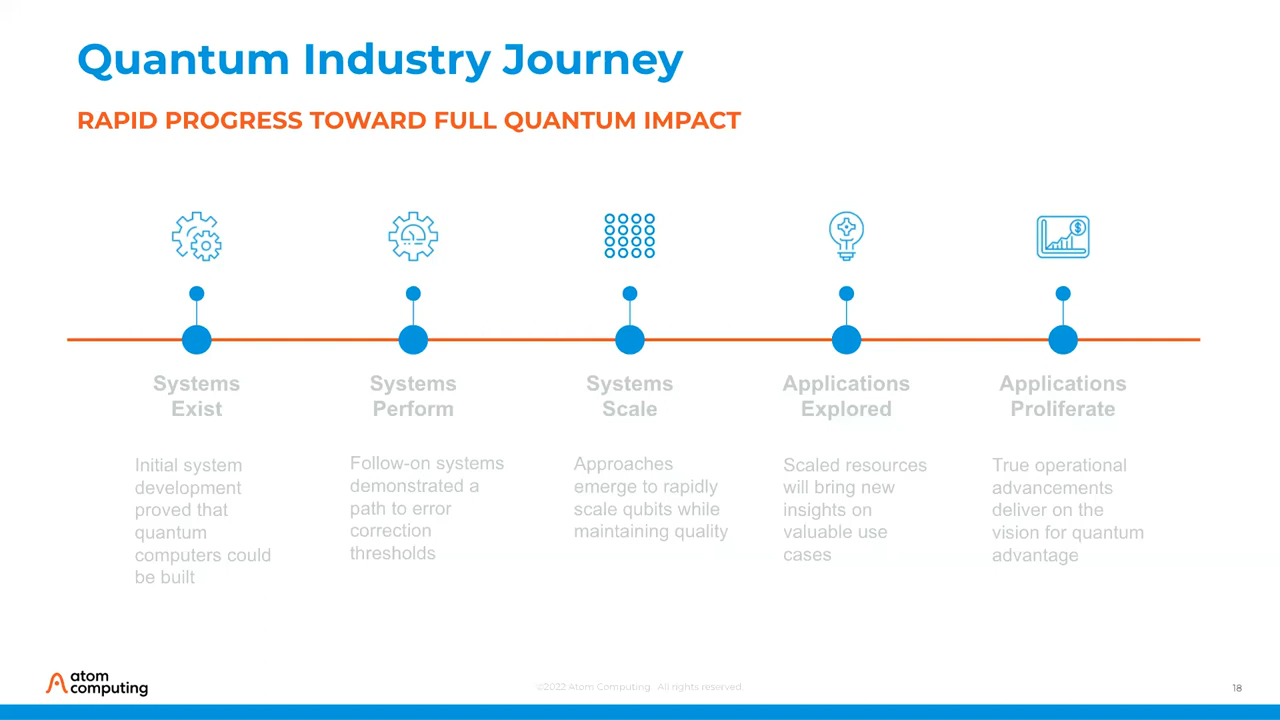 Quantum Industry Journey
RAPID PROGRESS TOWARD FULL QUANTUM IMPACT
$
Systems
Exist
Initial system
development
proved that
quantum
computers could
be built
Systems
Perform
Follow-on systems
demonstrated a
path to error
correction
thresholds
Systems
Scale
Approaches
emerge to rapidly
scale qubits while
maintaining quality
Applications
Explored
Scaled resources
will bring new
insights on
valuable use
cases
Applications
Proliferate
True operational
advancements
deliver on the
vision for quantum
advantage
atom
computing
©2022 Atom Computing. All rights reserved.
18